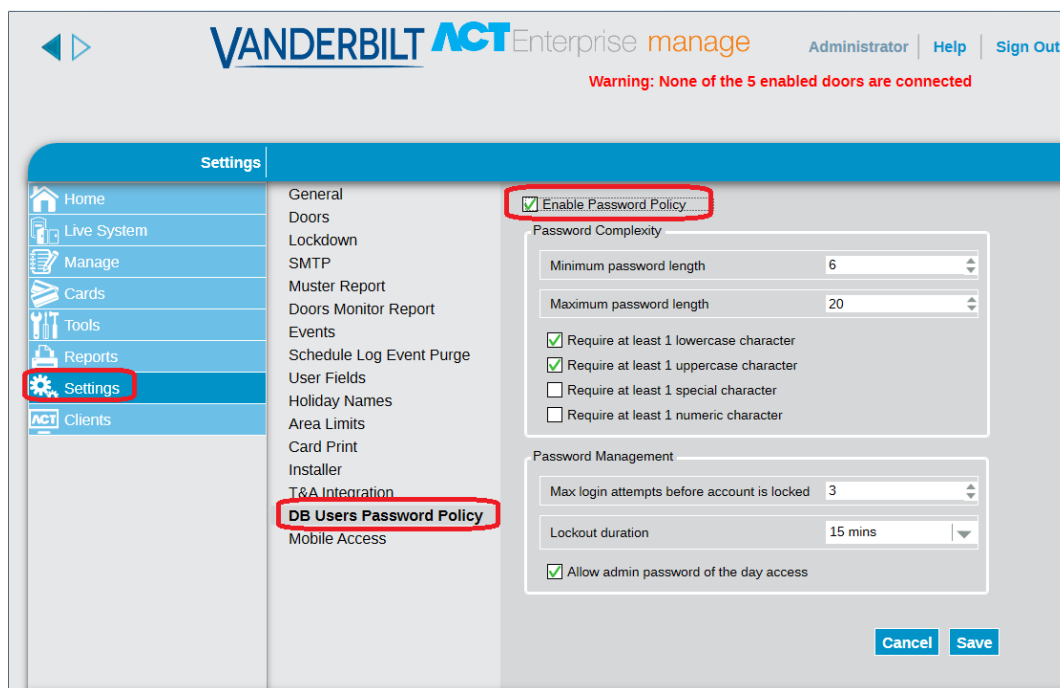 VANDERBILT ACT Enterprise manage
Administrator Help Sign Out
Warning: None of the 5 enabled doors are connected
Settings
Home
Live System
Manage
Cards
Tools
Reports
Settings
ACT Clients
General
Doors
Lockdown
SMTP
Muster Report
Doors Monitor Report
Events
Schedule Log Event Purge
User Fields
Holiday Names
Area Limits
Card Print
Installer
T&A Integration
DB Users Password Policy
Mobile Access
Enable Password Policy
Password Complexity
Minimum password length 6
Maximum password length 20
Require at least 1 lowercase character
Require at least 1 uppercase character
Require at least 1 special character
Require at least 1 numeric character
Password Management
Max login attempts before account is locked 3
Lockout duration 15 mins
Allow admin password of the day access
Cancel Save